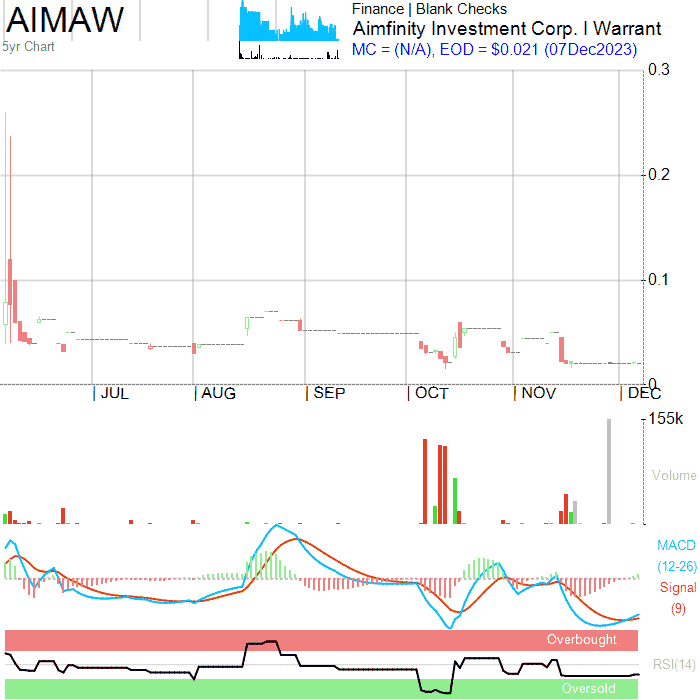 AIMAW
5yr Chart
Finance | Blank Checks
Aimfinity Investment Corp. I Warrant
MC = (N/A), EOD = $0.021 (07Dec2023)
0.3
0.2
0.1
0
| JUL | AUG | SEP | OCT | NOV | DEC
155k
Volume
MACD
(12-26)
Signal
(9)
Overbought
RSI(14)
Oversold